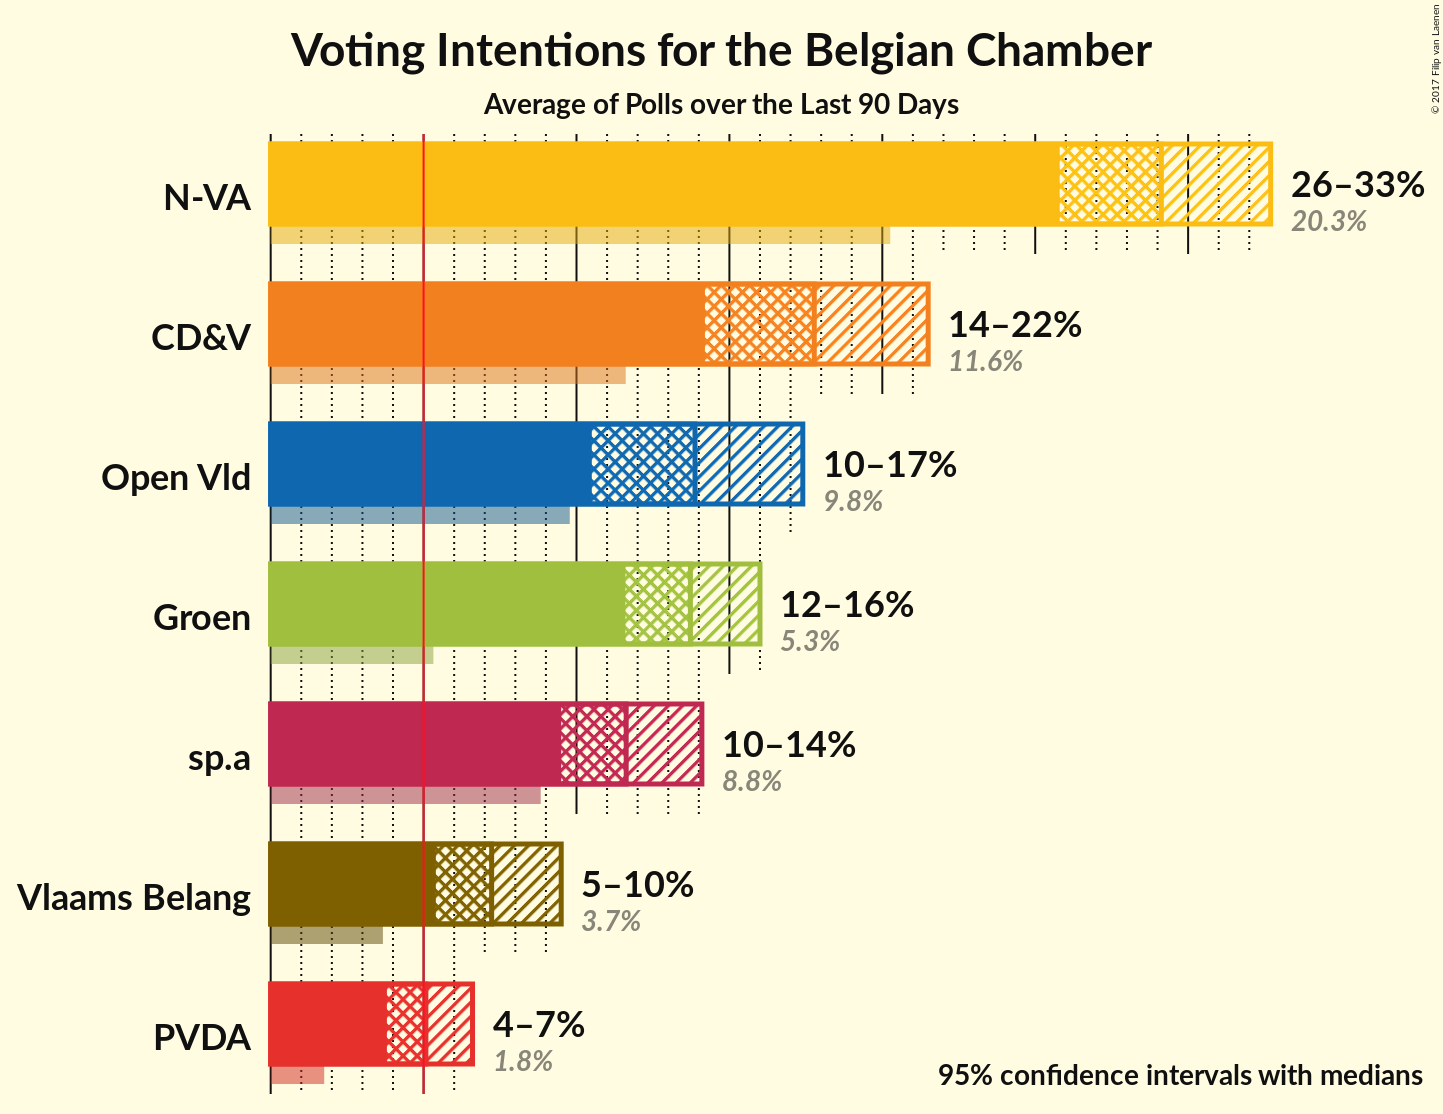 Voting Intentions for the Belgian Chamber
Average of Polls over the Last 90 Days
© 2017 Filip van Laenen
N-VA
26–33%
20.3%
CD&V
14–22%
11.6%
Open Vld
10–17%
9.8%
Groen
12–16%
5.3%
sp.a
10–14%
8.8%
Vlaams Belang
5–10%
3.7%
PVDA
4–7%
1.8%
95% confidence intervals with medians